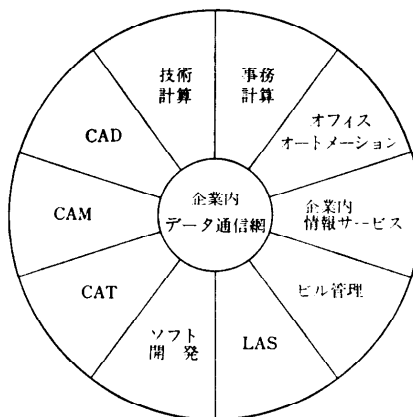 技術
計算
事務
計算
オフィス
オートメーション
企業内
情報サービス
ビル管理
LAS
ソフト
開発
CAT
CAM
CAD
企業内
データ通信網